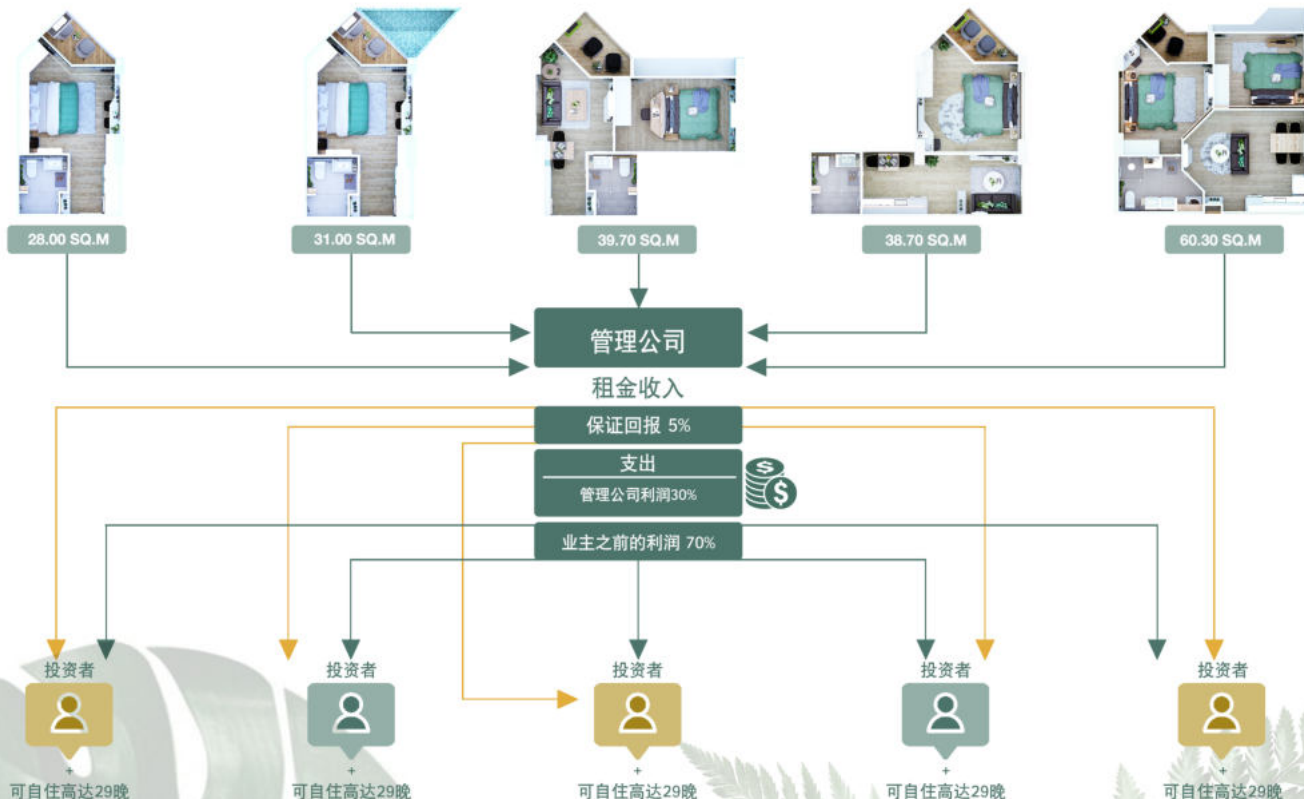 28.00 SQ.M
31.00 SQ.M
39.70 SQ.M
38.70 SQ.M
60.30 SQ.M
管理公司
租金收入
保证回报 5%
支出
管理公司利润30%
$
$
业主之前的利润 70%
投资者
投资者
投资者
投资者
投资者
+
+
+
+
+
可自住高达29晚
可自住高达29晚
可自住高达29晚
可自住高达29晚
可自住高达29晚